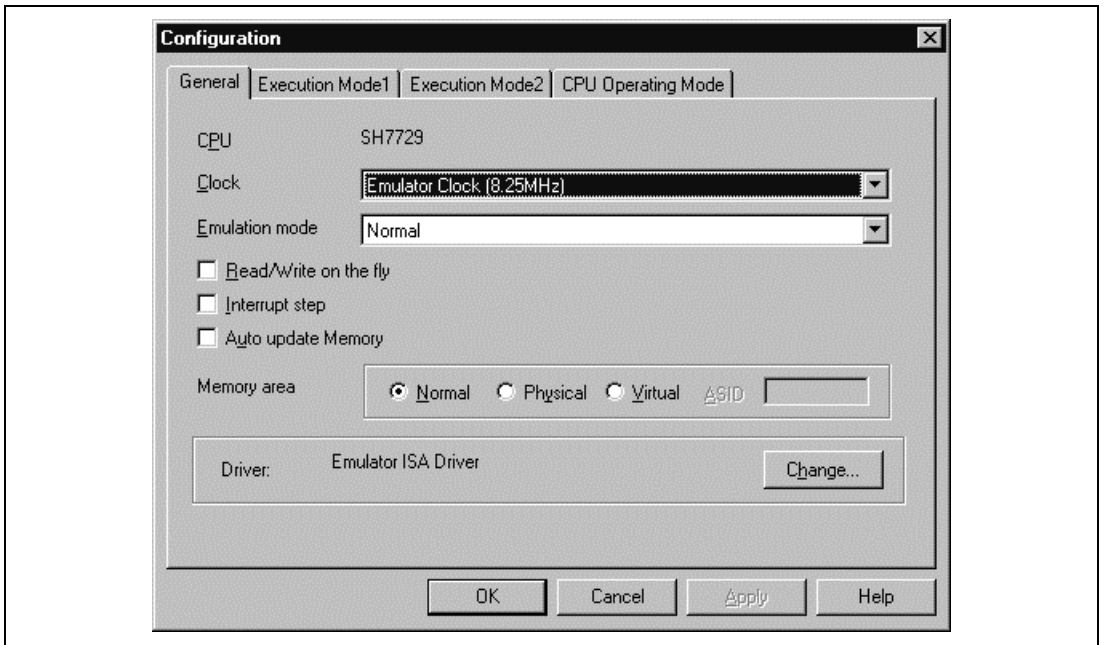 Configuration
General Execution Mode1 Execution Mode2 CPU Operating Mode
CPU SH7729
Clock Emulator Clock (8.25MHz)
Emulation mode Normal
Read/Write on the fly
Interrupt step
Auto update Memory
Memory area Normal Physical Virtual ASID
Driver: Emulator ISA Driver Change...
OK Cancel Apply Help